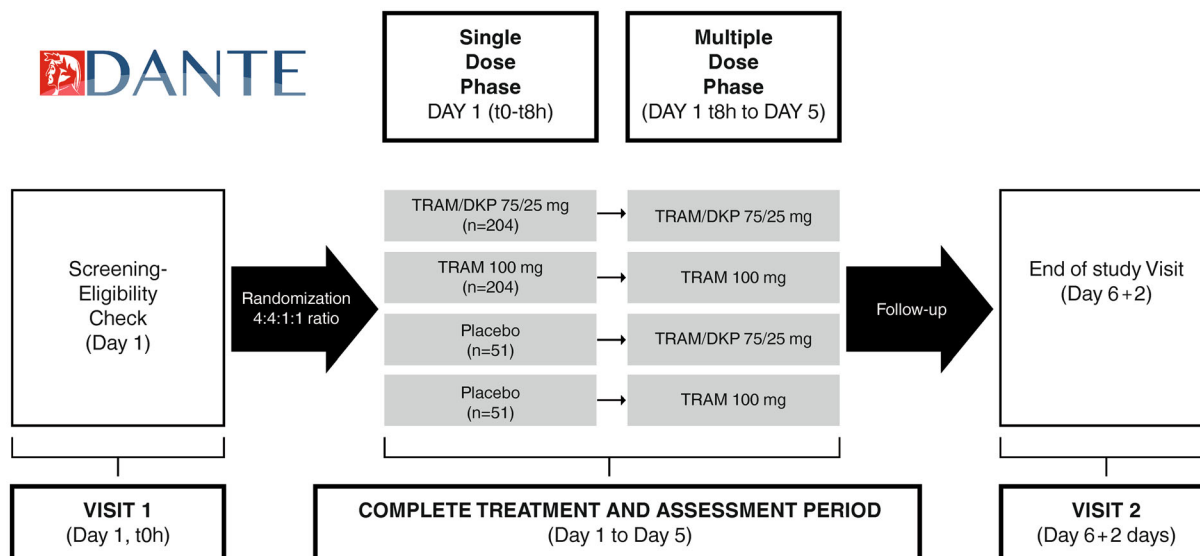 DANTE
Single
Dose
Phase
DAY 1 (t0-t8h)
Multiple
Dose
Phase
(DAY 1 t8h to DAY 5)
Screening-
Eligibility
Check
(Day 1)
Randomization
4:4:1:1 ratio
TRAM/DKP 75/25 mg
(n=204)
TRAM/DKP 75/25 mg
TRAM 100 mg
(n=204)
TRAM 100 mg
Placebo
(n=51)
TRAM/DKP 75/25 mg
Placebo
(n=51)
TRAM 100 mg
Follow-up
End of study Visit
(Day 6+2)
VISIT 1
(Day 1, t0h)
COMPLETE TREATMENT AND ASSESSMENT PERIOD
(Day 1 to Day 5)
VISIT 2
(Day 6+2 days)